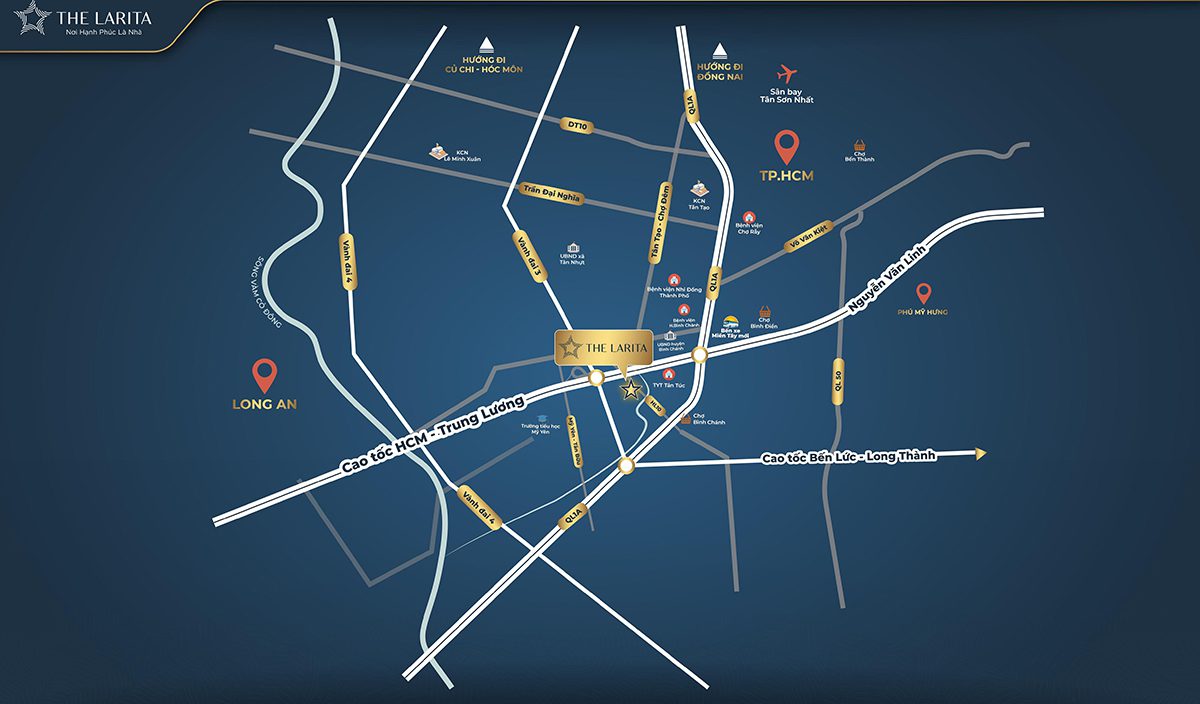 THE LARITA
Nơi Hạnh Phúc Là Nhà
HƯỚNG ĐI
CỦ CHI - HÓC MÔN
HƯỚNG ĐI
ĐỒNG NAI
Sân bay
Tân Sơn Nhất
QL1A
DT10
TP.HCM
Chợ
Bến Thành
KCN
Lê Minh Xuân
Trần Đại Nghĩa
KCN
Tân Tạo
Tân Tạo - Chợ Đệm
Bệnh viện
Chợ Rẫy
Võ Văn Kiệt
Vành đai 4
Vành đai 3
UBND xã
Tân Nhựt
SÔNG VÀM CỎ ĐÔNG
QL1A
Nguyễn Văn Linh
Bệnh viện Nhi Đồng
Thành Phố
PHÚ MỸ HƯNG
Bệnh viện
H.Bình Chánh
Bến xe
Miền Tây mới
Chợ
Bình Điền
UBND huyện
Bình Chánh
THE LARITA
TYT Tân Túc
QL 50
LONG AN
HL10
Cao tốc HCM - Trung Lương
Chợ
Bình Chánh
Trường tiểu học
Mỹ Yên
Mỹ Yên - Tân Bửu
Cao tốc Bến Lức - Long Thành
Vành đai 4
QL1A